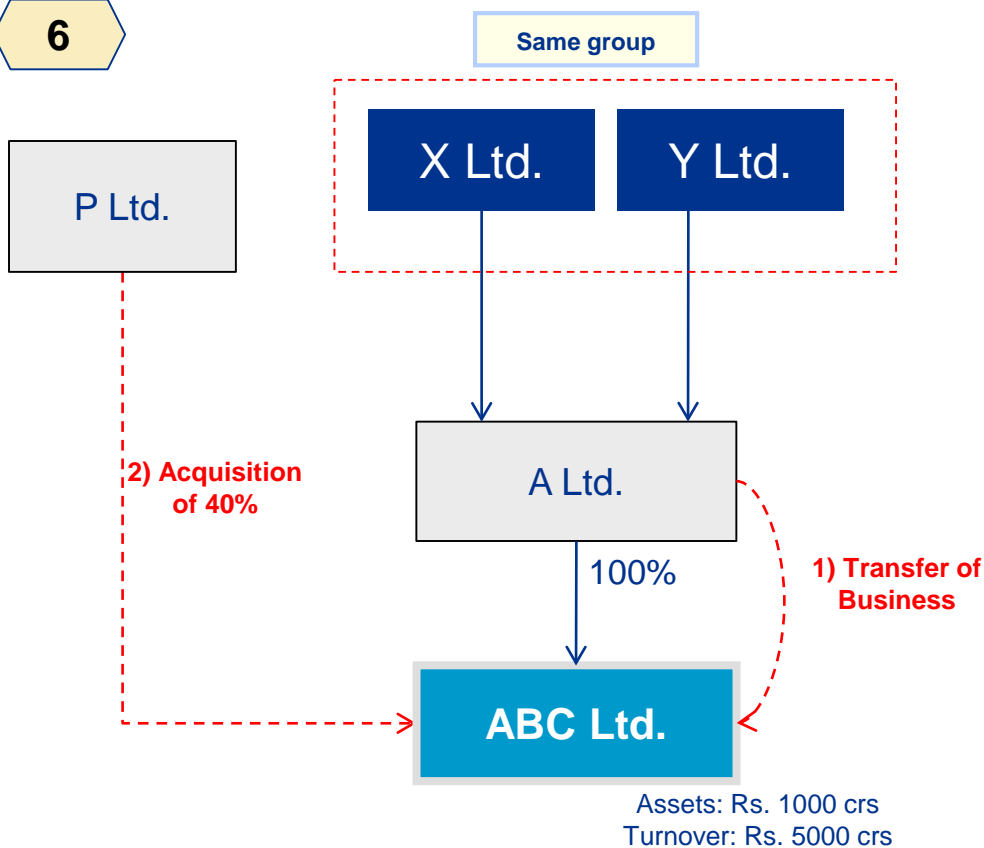 6
Same group
X Ltd.
Y Ltd.
P Ltd.
2) Acquisition
of 40%
A Ltd.
100%
1) Transfer of
Business
ABC Ltd.
Assets: Rs. 1000 crs
Turnover: Rs. 5000 crs